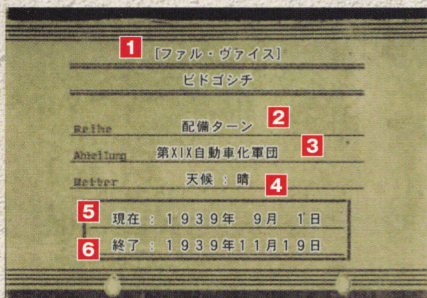 1 [ファル・ヴァイス]
ビドゴシチ
Reihe 配備ターン 2
Abteilung 第XIX自動車化軍団 3
Wetter 天候：晴 4
5 現在：1939年 9月 1日
6 終了：1939年11月19日